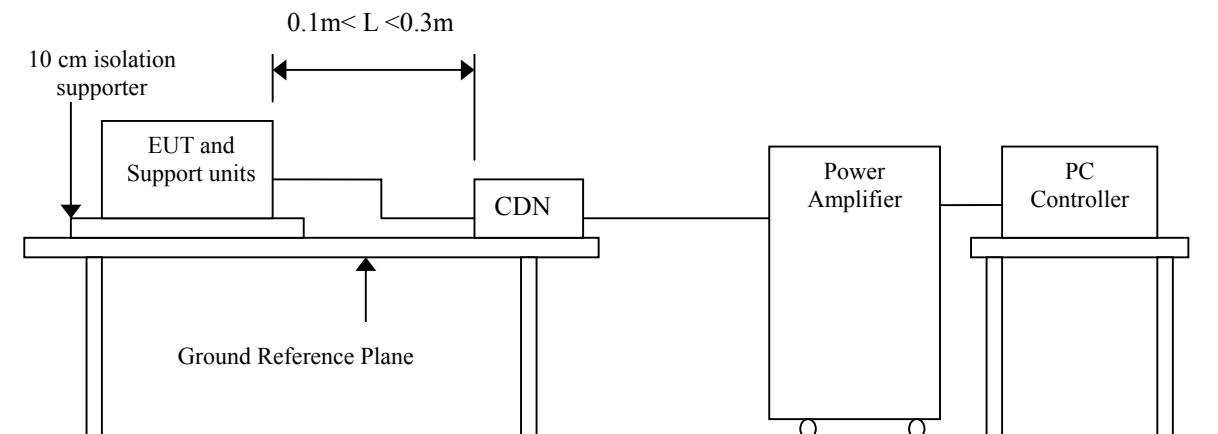 0.1m< L <0.3m
10 cm isolation
supporter
EUT and
Support units
CDN
Power
Amplifier
PC
Controller
Ground Reference Plane